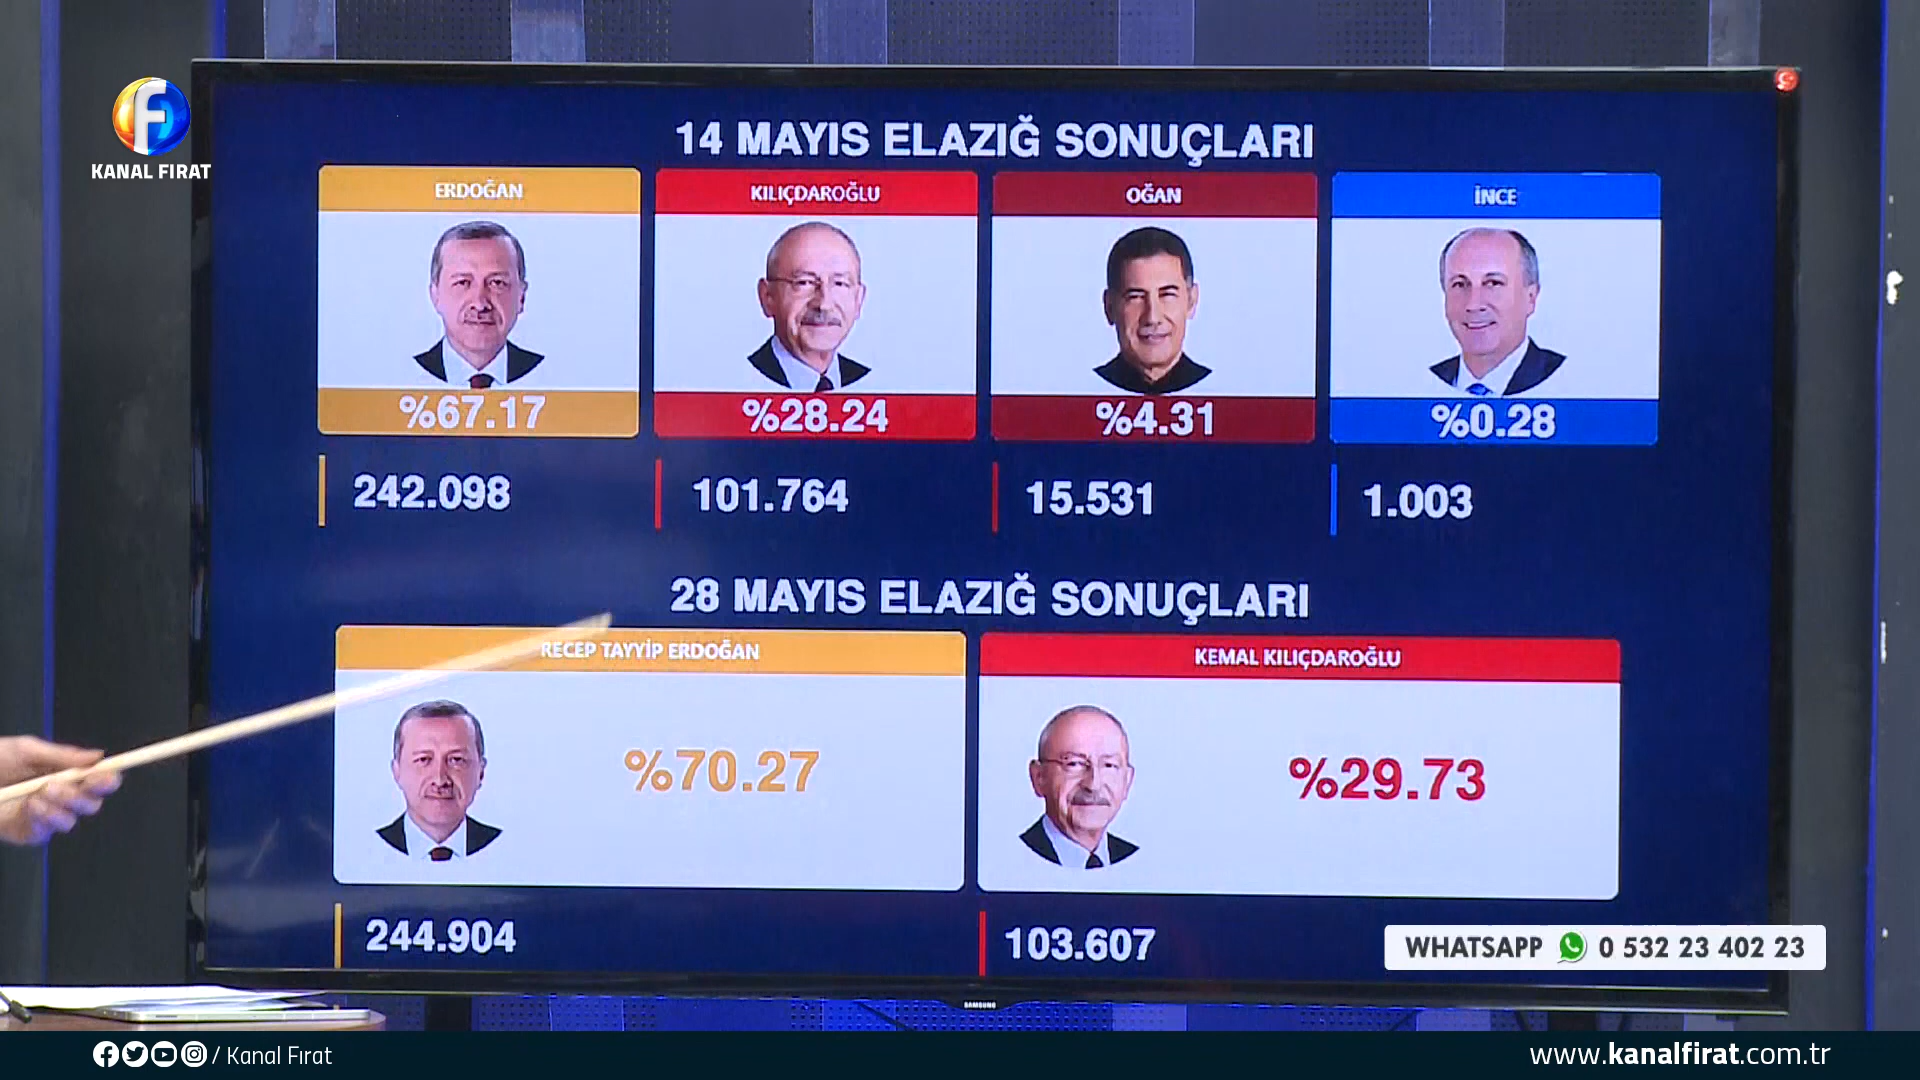 KANAL FIRAT
14 MAYIS ELAZIĞ SONUÇLARI
ERDOĞAN
KILIÇDAROĞLU
OĞAN
İNCE
%67.17
%28.24
%4.31
%0.28
242.098
101.764
15.531
1.003
28 MAYIS ELAZIĞ SONUÇLARI
RECEP TAYYİP ERDOĞAN
KEMAL KILIÇDAROĞLU
%70.27
%29.73
244.904
103.607
WHATSAPP 0 532 23 402 23
SAMSUNG
/ Kanal Fırat
www.kanalfirat.com.tr